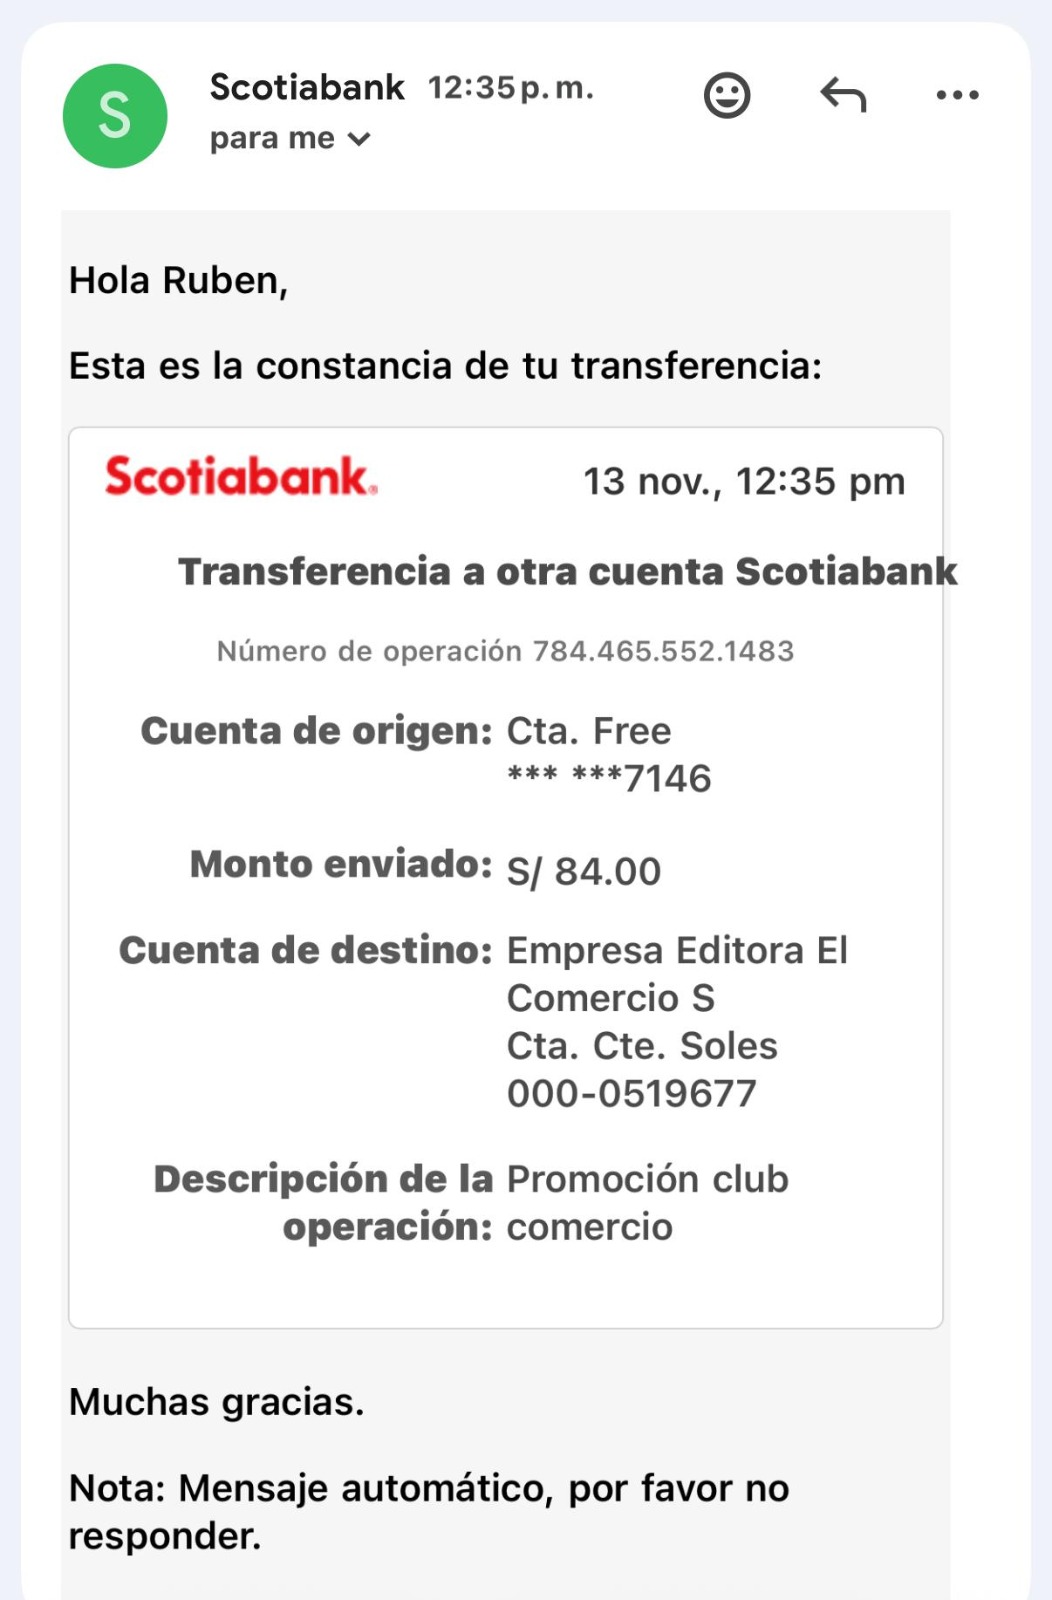 S
Scotiabank 12:35 p. m.
para me
Hola Ruben,
Esta es la constancia de tu transferencia:
Scotiabank®
13 nov., 12:35 pm
Transferencia a otra cuenta Scotiabank
Número de operación 784.465.552.1483
Cuenta de origen: Cta. Free
*** ***7146
Monto enviado: S/ 84.00
Cuenta de destino: Empresa Editora El
Comercio S
Cta. Cte. Soles
000-0519677
Descripción de la Promoción club
operación: comercio
Muchas gracias.
Nota: Mensaje automático, por favor no
responder.